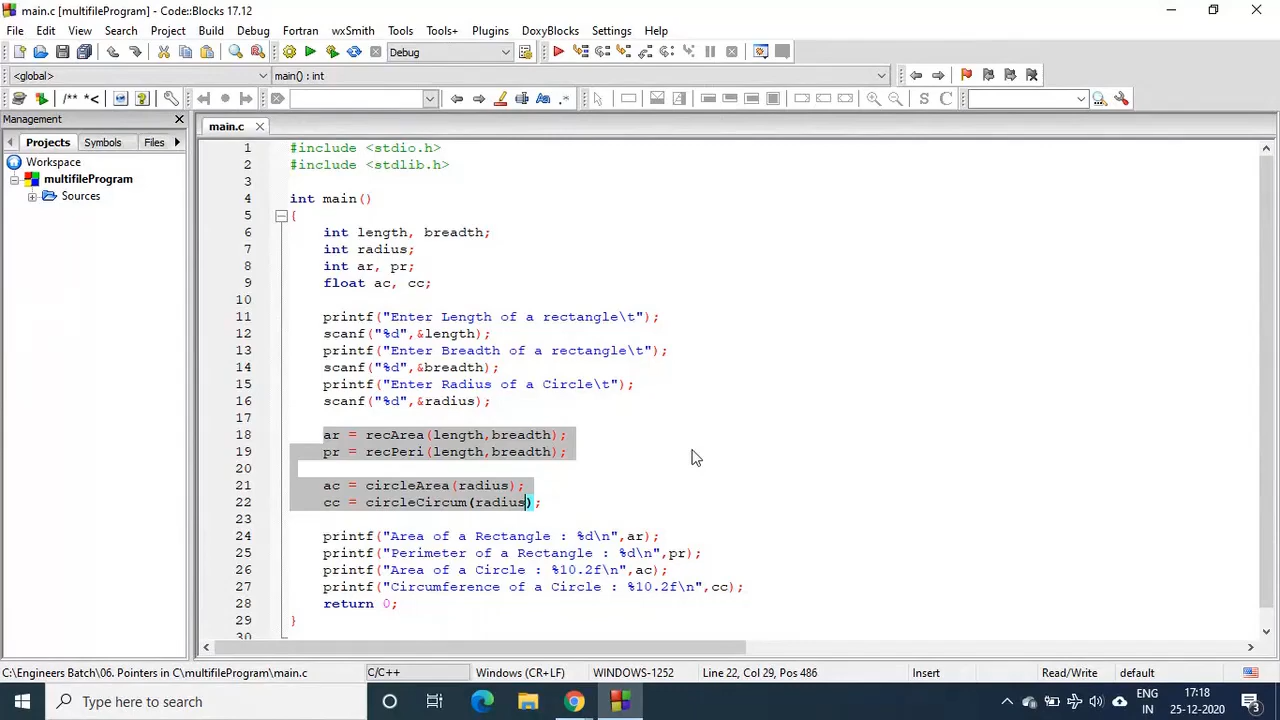 main.c [multifileProgram] - Code::Blocks 17.12
File Edit View Search Project Build Debug Fortran wxSmith Tools Tools+ Plugins DoxyBlocks Settings Help
Debug
<global> main() : int
/** *<
Management
Projects Symbols Files
main.c
Workspace
multifileProgram
Sources
1 #include <stdio.h>
2 #include <stdlib.h>
3
4 int main()
5 {
6 int length, breadth;
7 int radius;
8 int ar, pr;
9 float ac, cc;
10
11 printf("Enter Length of a rectangle\t");
12 scanf("%d",&length);
13 printf("Enter Breadth of a rectangle\t");
14 scanf("%d",&breadth);
15 printf("Enter Radius of a Circle\t");
16 scanf("%d",&radius);
17
18 ar = recArea(length,breadth);
19 pr = recPeri(length,breadth);
20
21 ac = circleArea(radius);
22 cc = circleCircum(radius);
23
24 printf("Area of a Rectangle : %d\n",ar);
25 printf("Perimeter of a Rectangle : %d\n",pr);
26 printf("Area of a Circle : %10.2f\n",ac);
27 printf("Circumference of a Circle : %10.2f\n",cc);
28 return 0;
29 }
30
C:\Engineers Batch\06. Pointers in C\multifileProgram\main.c C/C++ Windows (CR+LF) WINDOWS-1252 Line 22, Col 29, Pos 486 Insert Read/Write default
Type here to search
ENG
IN
17:18
25-12-2020
3